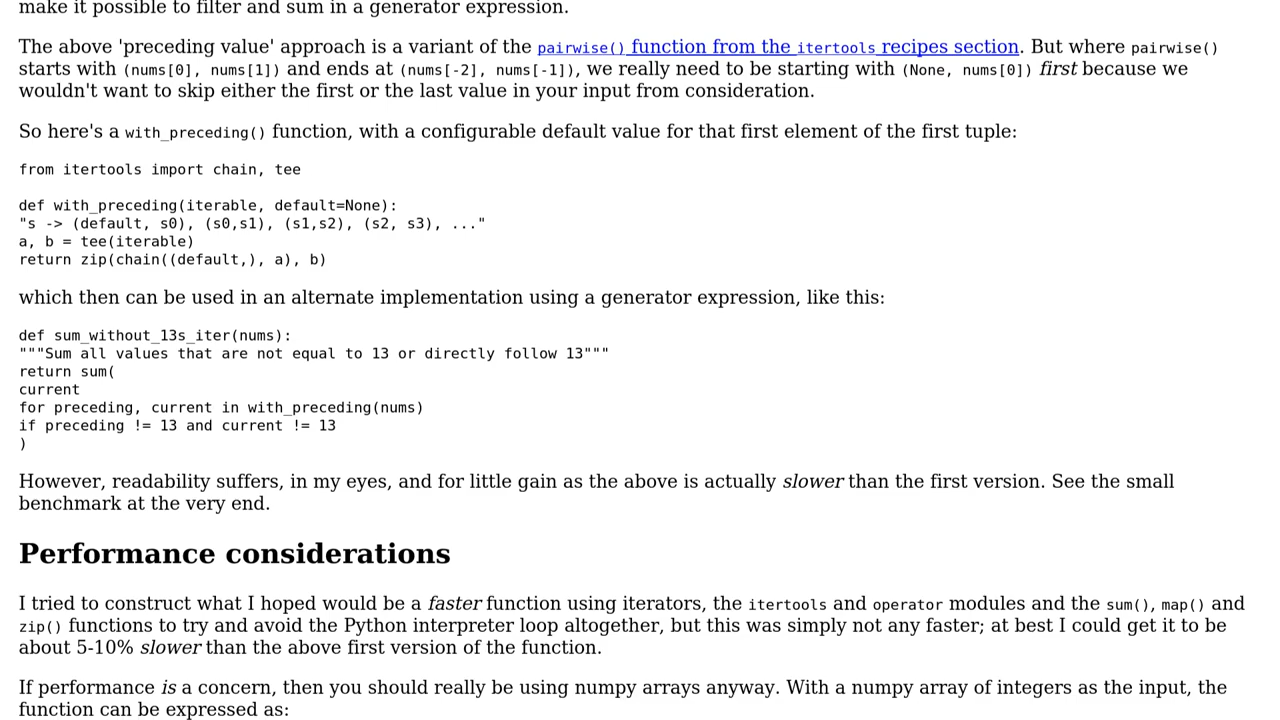 make it possible to filter and sum in a generator expression.
The above 'preceding value' approach is a variant of the pairwise() function from the itertools recipes section. But where pairwise()
starts with (nums[0], nums[1]) and ends at (nums[-2], nums[-1]), we really need to be starting with (None, nums[0]) first because we
wouldn't want to skip either the first or the last value in your input from consideration.
So here's a with_preceding() function, with a configurable default value for that first element of the first tuple:
from itertools import chain, tee
def with_preceding(iterable, default=None):
"s -> (default, s0), (s0,s1), (s1,s2), (s2, s3), ..."
a, b = tee(iterable)
return zip(chain((default,), a), b)
which then can be used in an alternate implementation using a generator expression, like this:
def sum_without_13s_iter(nums):
"""Sum all values that are not equal to 13 or directly follow 13"""
return sum(
current
for preceding, current in with_preceding(nums)
if preceding != 13 and current != 13
)
However, readability suffers, in my eyes, and for little gain as the above is actually slower than the first version. See the small
benchmark at the very end.
Performance considerations
I tried to construct what I hoped would be a faster function using iterators, the itertools and operator modules and the sum(), map() and
zip() functions to try and avoid the Python interpreter loop altogether, but this was simply not any faster; at best I could get it to be
about 5-10% slower than the above first version of the function.
If performance is a concern, then you should really be using numpy arrays anyway. With a numpy array of integers as the input, the
function can be expressed as: